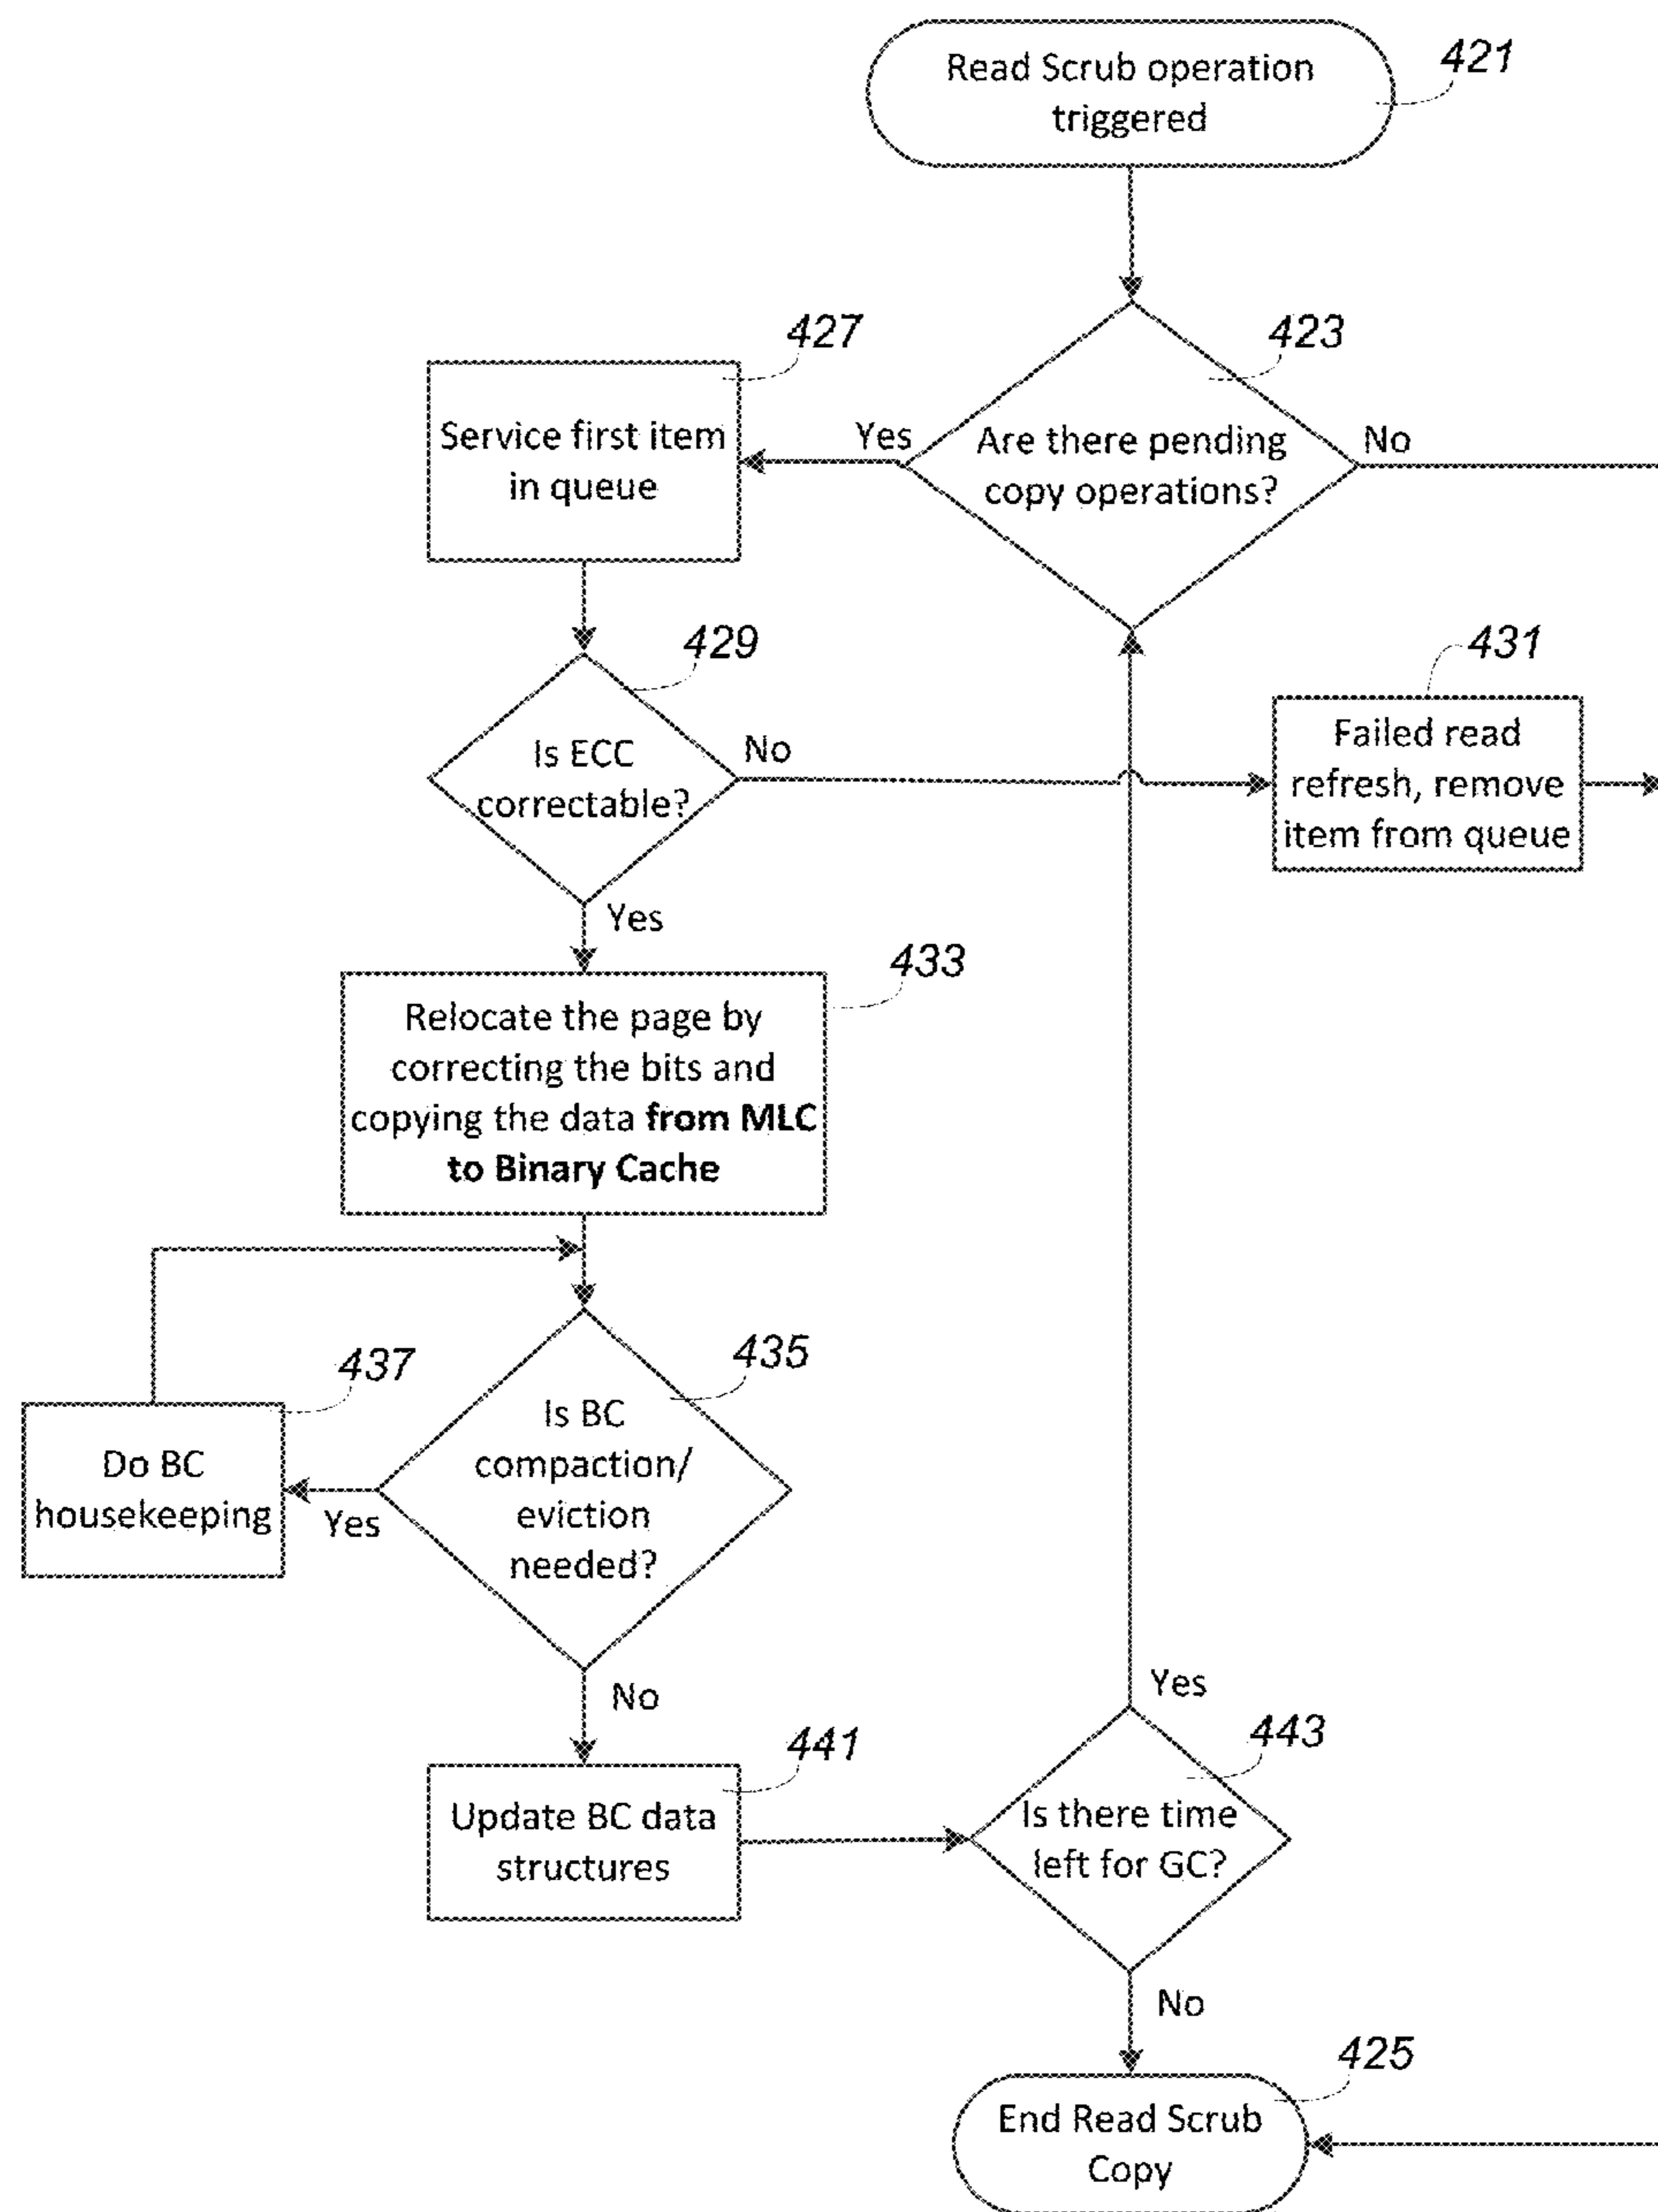 Read Scrub operation
triggered
421
427
423
Service first item
in queue
Yes
Are there pending
copy operations?
No
429
431
Is ECC
correctable?
No
Failed read
refresh, remove
item from queue
Yes
433
Relocate the page by
correcting the bits and
copying the data from MLC
to Binary Cache
437
435
Do BC
housekeeping
Yes
Is BC
compaction/
eviction
needed?
No
Yes
441
443
Update BC data
structures
Is there time
left for GC?
No
425
End Read Scrub
Copy